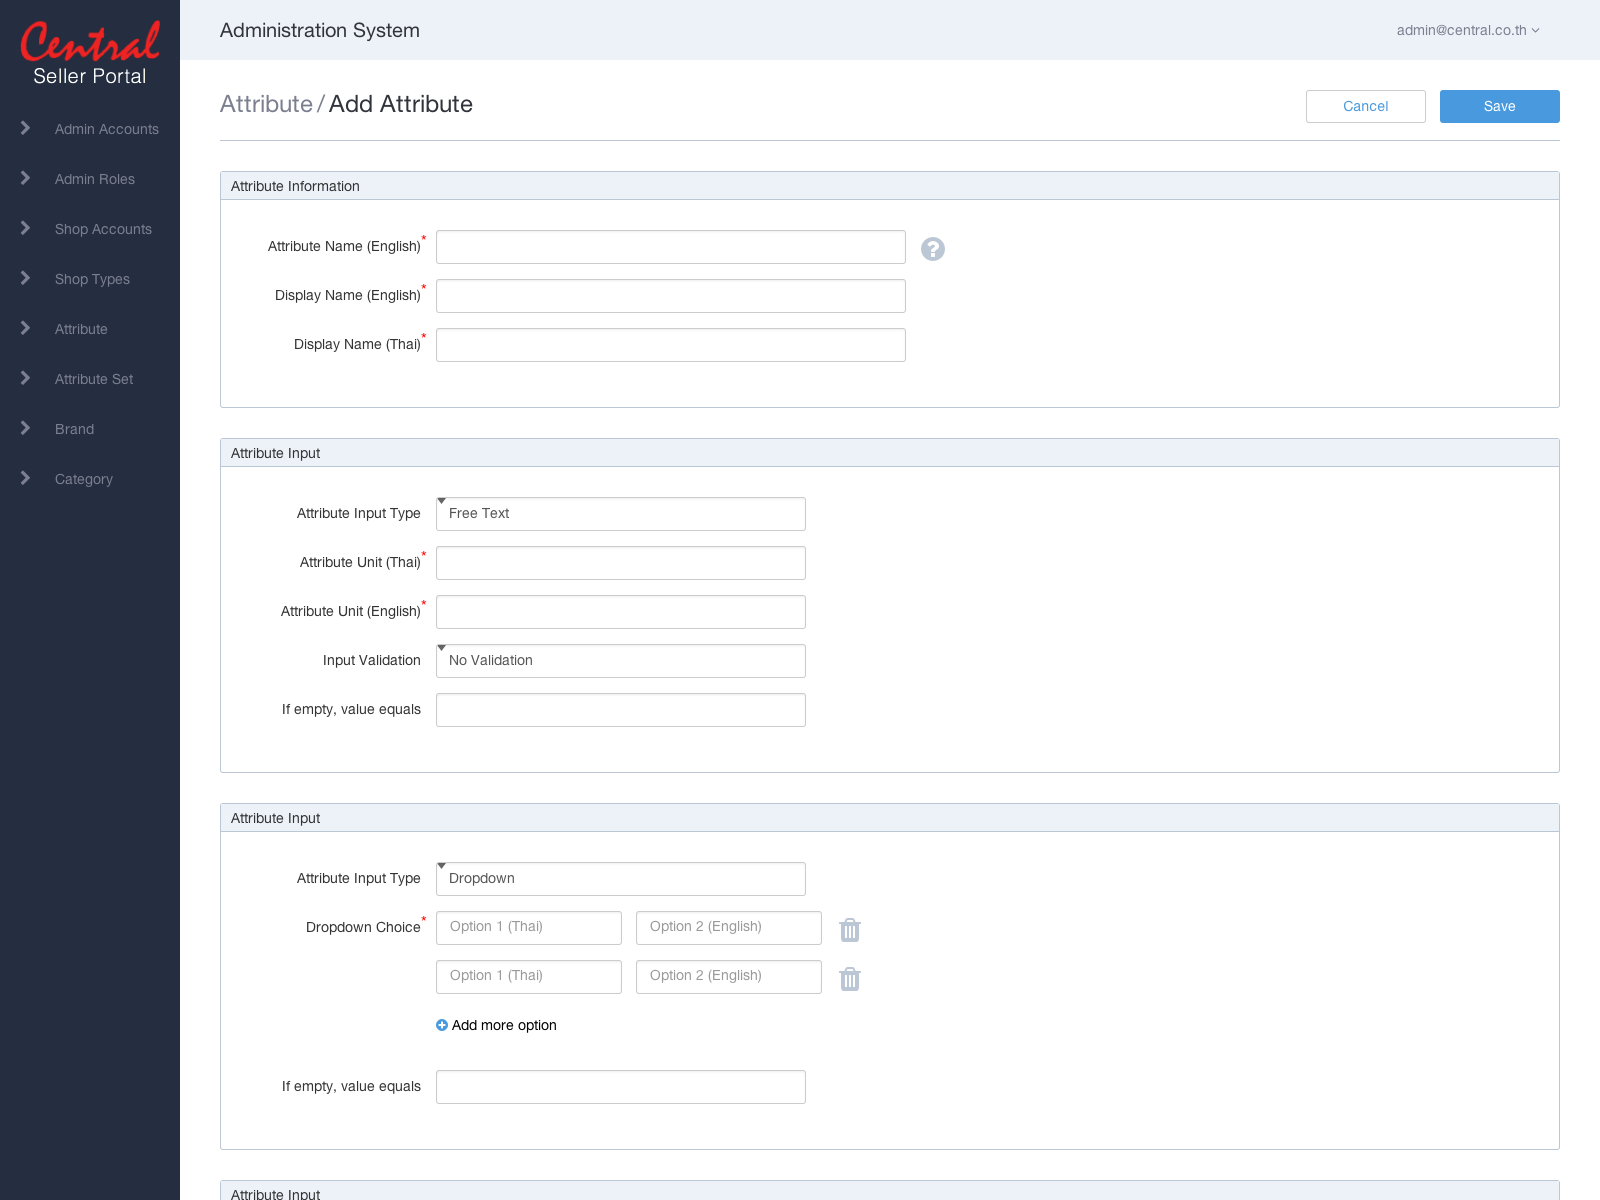 Central
Seller Portal
Admin Accounts
Admin Roles
Shop Accounts
Shop Types
Attribute
Attribute Set
Brand
Category
Administration System
admin@central.co.th
Attribute / Add Attribute
Cancel
Save
Attribute Information
Attribute Name (English)*
?
Display Name (English)*
Display Name (Thai)*
Attribute Input
Attribute Input Type
Free Text
Attribute Unit (Thai)*
Attribute Unit (English)*
Input Validation
No Validation
If empty, value equals
Attribute Input
Attribute Input Type
Dropdown
Dropdown Choice*
Option 1 (Thai)
Option 2 (English)
Option 1 (Thai)
Option 2 (English)
Add more option
If empty, value equals
Attribute Input